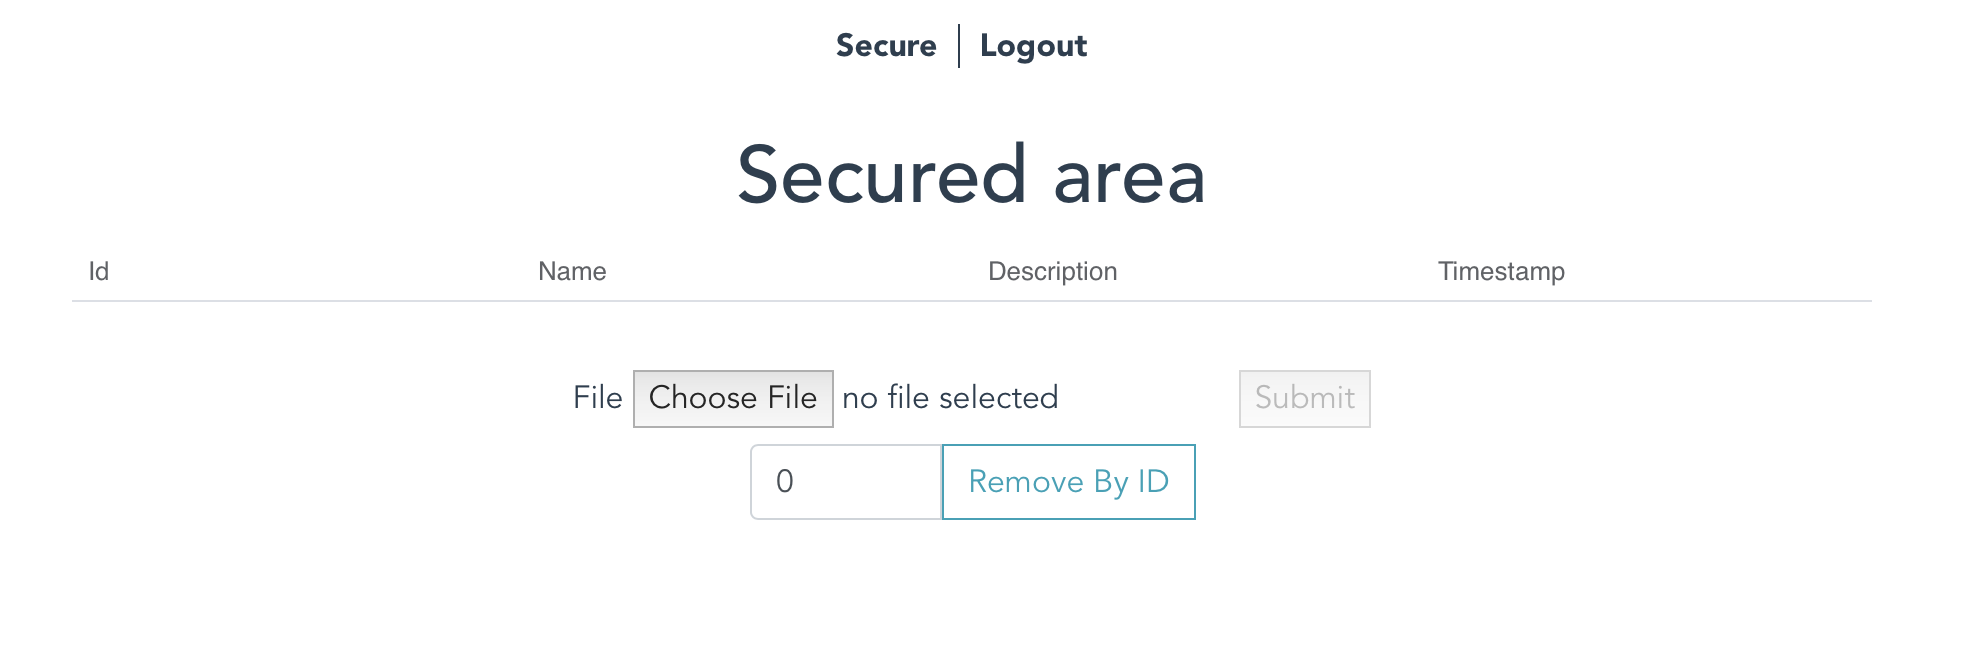 Secure | Logout
Secured area
Id Name Description Timestamp
File Choose File no file selected Submit
0 Remove By ID